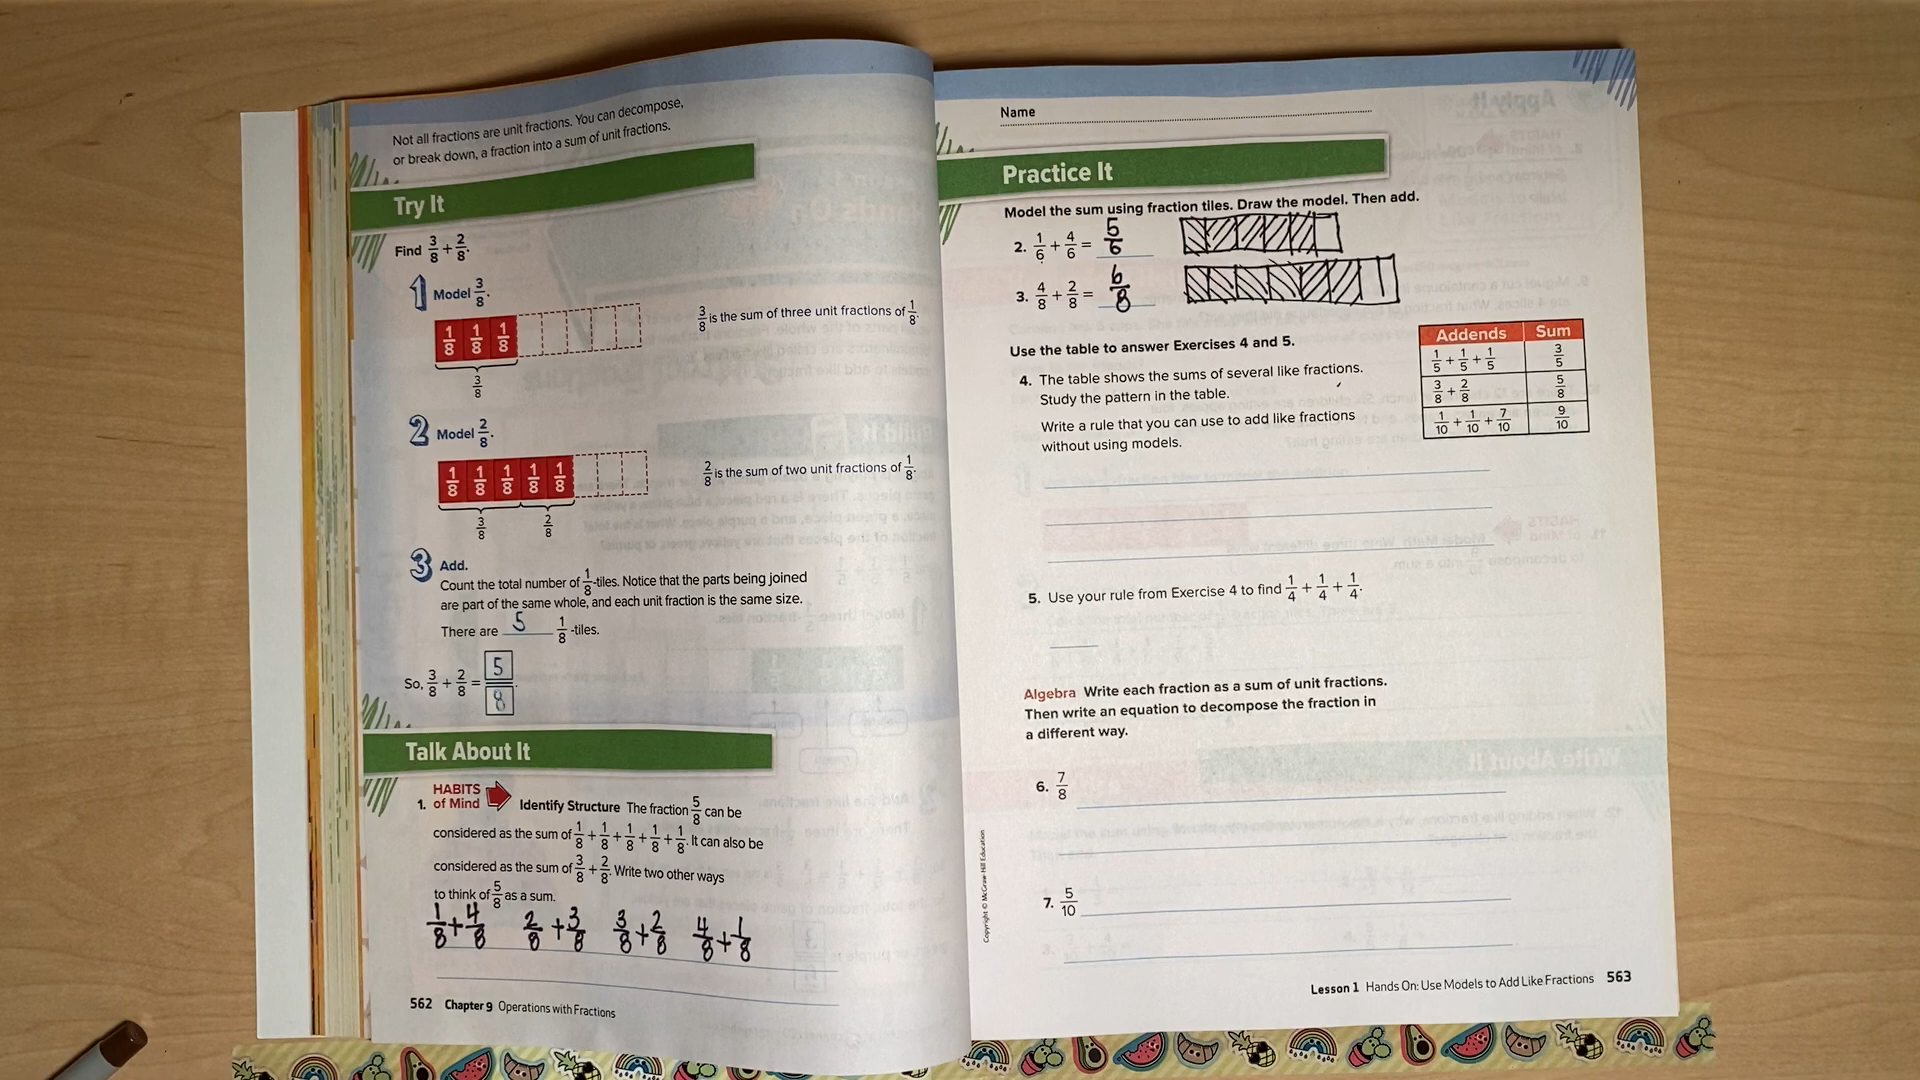 Not all fractions are unit fractions. You can decompose,
or break down, a fraction into a sum of unit fractions.
Try It
Find 3/8 + 2/8.
1 Model 3/8.
1/8 1/8 1/8
3/8
3/8 is the sum of three unit fractions of 1/8.
2 Model 2/8.
1/8 1/8 1/8 1/8 1/8
3/8 2/8
2/8 is the sum of two unit fractions of 1/8.
3 Add.
Count the total number of 1/8-tiles. Notice that the parts being joined
are part of the same whole, and each unit fraction is the same size.
There are 5 1/8-tiles.
So, 3/8 + 2/8 = 5/8.
Talk About It
HABITS
1. of Mind Identify Structure The fraction 5/8 can be
considered as the sum of 1/8 + 1/8 + 1/8 + 1/8 + 1/8. It can also be
considered as the sum of 3/8 + 2/8. Write two other ways
to think of 5/8 as a sum.
1/8 + 4/8 2/8 + 3/8 3/8 + 2/8 4/8 + 1/8
562 Chapter 9 Operations with Fractions
Name
Practice It
Model the sum using fraction tiles. Draw the model. Then add.
2. 1/6 + 4/6 = 5/6
3. 4/8 + 2/8 = 6/8
Use the table to answer Exercises 4 and 5.
4. The table shows the sums of several like fractions.
Study the pattern in the table.
Write a rule that you can use to add like fractions
without using models.
Addends Sum
1/5 + 1/5 + 1/5 3/5
3/8 + 2/8 5/8
1/10 + 1/10 + 7/10 9/10
5. Use your rule from Exercise 4 to find 1/4 + 1/4 + 1/4.
Algebra Write each fraction as a sum of unit fractions.
Then write an equation to decompose the fraction in
a different way.
6. 7/8
7. 5/10
Copyright © McGraw-Hill Education
Lesson 1 Hands On: Use Models to Add Like Fractions 563